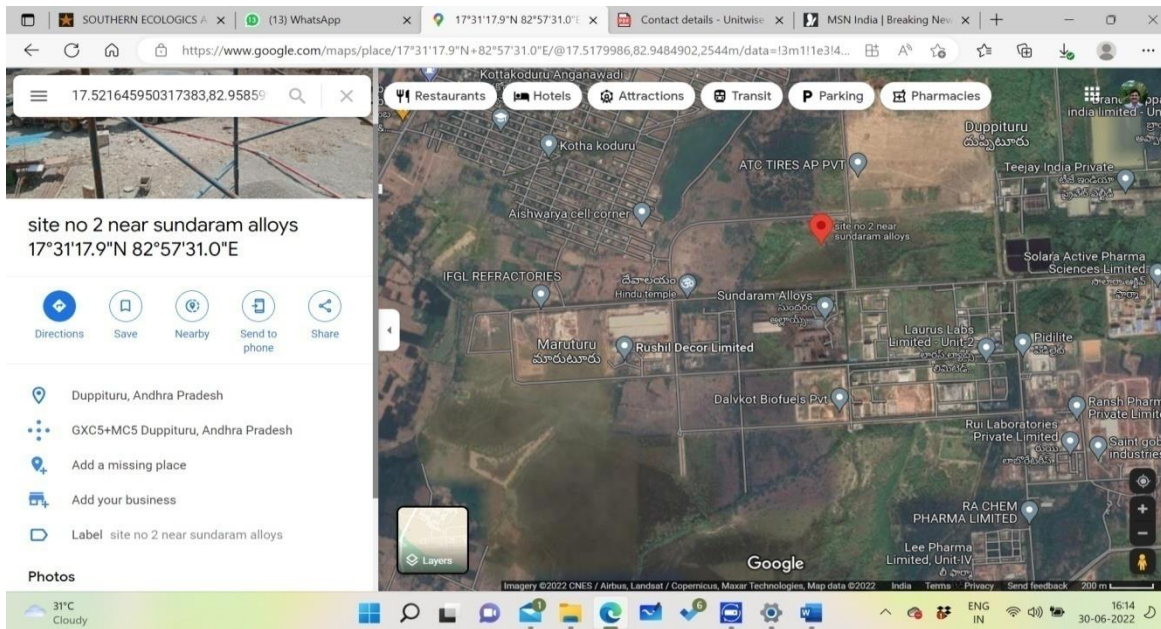 SOUTHERN ECOLOGICS A
(13) WhatsApp
17°31'17.9"N 82°57'31.0"
Contact details - Unitwise
MSN India | Breaking New
https://www.google.com/maps/place/17°31'17.9"N+82°57'31.0"E/@17.5179986,82.9484902,2544m/data=!3m1!1e3!4...
17.521645950317383,82.95859
Restaurants
Hotels
Attractions
Transit
Parking
Pharmacies
site no 2 near sundaram alloys
17°31'17.9"N 82°57'31.0"E
Directions
Save
Nearby
Send to
phone
Share
Duppituru, Andhra Pradesh
GXC5+MC5 Duppituru, Andhra Pradesh
Add a missing place
Add your business
Label site no 2 near sundaram alloys
Photos
Kottakoduru Anganawadi
Kotha koduru
Aishwarya cell corner
ATC TIRES AP PVT
Duppituru
దుప్పిటూరు
india limited - Un
Teejay India Private
టీజే ఇండియా
site no 2 near
sundaram alloys
Solara Active Pharma
Sciences Limited
IFGL REFRACTORIES
దేవాలయం
Hindu temple
Sundaram Alloys
సుందరం
అల్లాయ్స్
Maruturu
మారుటూరు
Rushil Decor Limited
Laurus Labs
Limited - Unit-2
Pidilite
పిడిలైట్
Dalvkot Biofuels Pvt
Ransh Pharm
Private Limite
Rui Laboratories
Private Limited
Saint gob
industries
RA CHEM
PHARMA LIMITED
Lee Pharma
Limited, Unit-IV
లీ ఫార్మా
Layers
Google
Imagery ©2022 CNES / Airbus, Landsat / Copernicus, Maxar Technologies, Map data ©2022 India Terms Privacy Send feedback 200 m
31°C
Cloudy
1
6
ENG
IN
16:14
30-06-2022